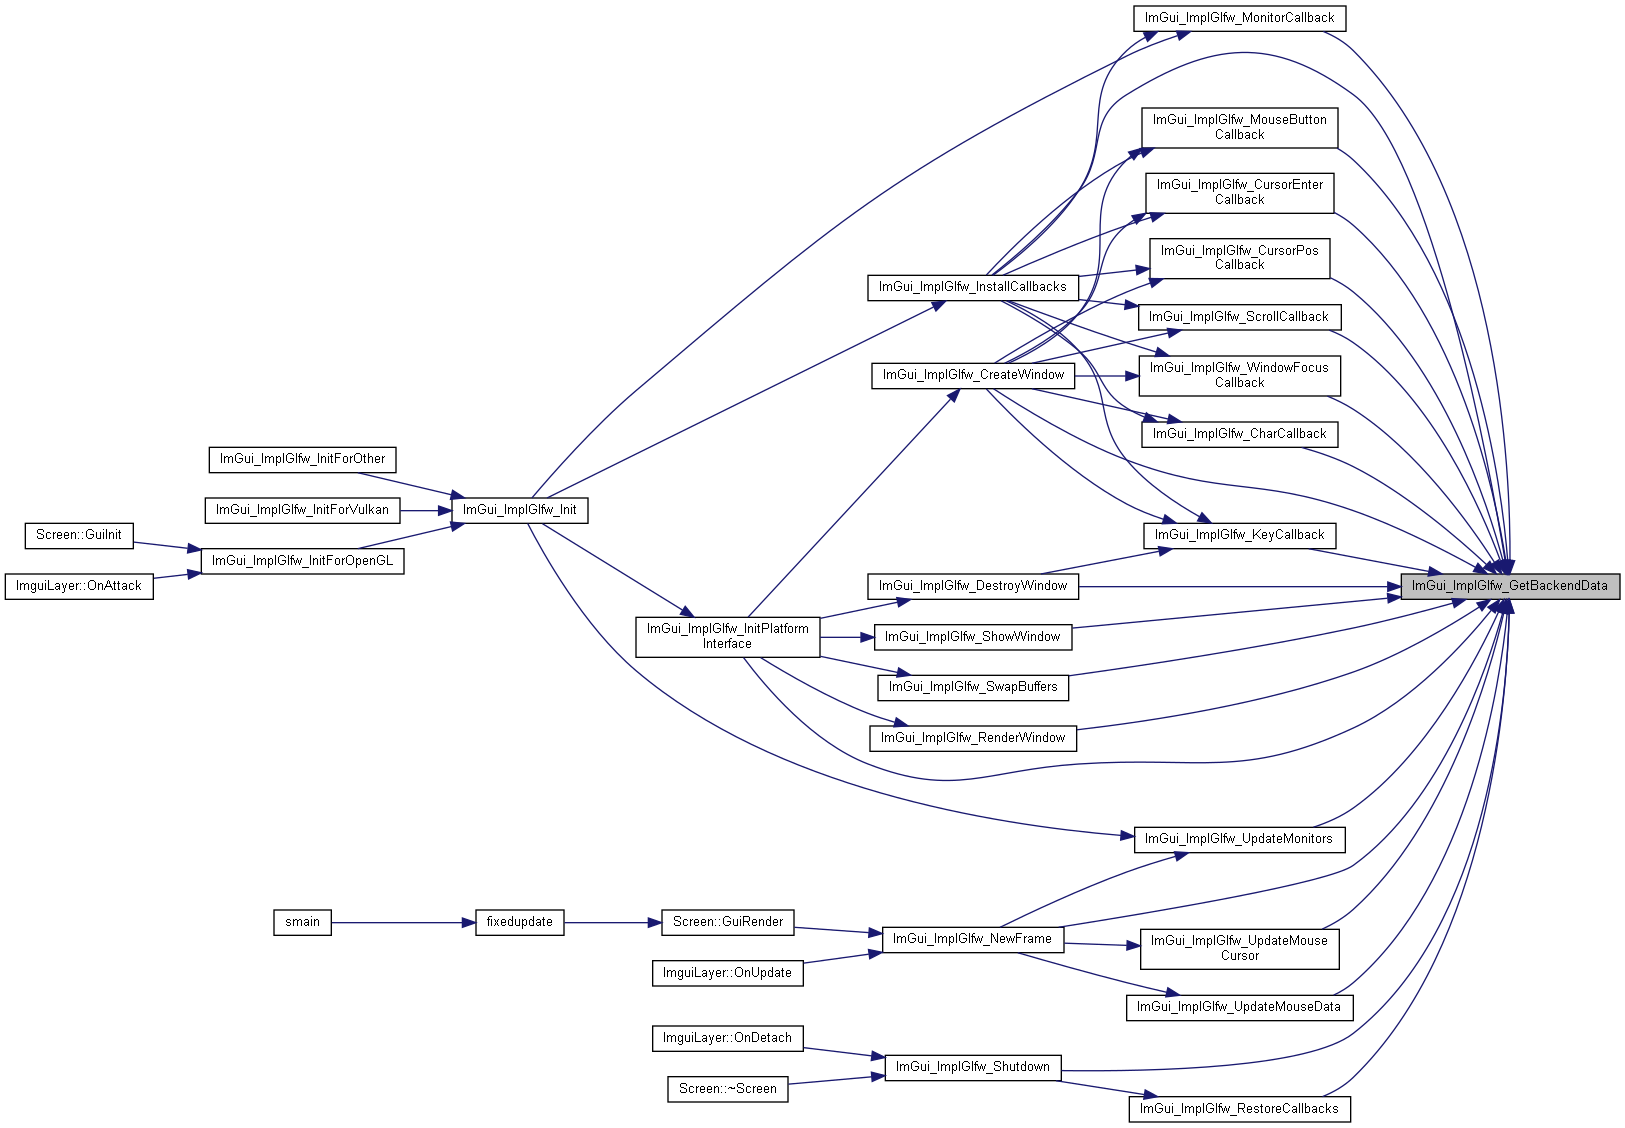 ImGui_ImplGlfw_MonitorCallback
ImGui_ImplGlfw_MouseButton
Callback
ImGui_ImplGlfw_CursorEnter
Callback
ImGui_ImplGlfw_CursorPos
Callback
ImGui_ImplGlfw_InstallCallbacks
ImGui_ImplGlfw_ScrollCallback
ImGui_ImplGlfw_CreateWindow
ImGui_ImplGlfw_WindowFocus
Callback
ImGui_ImplGlfw_CharCallback
ImGui_ImplGlfw_InitForOther
ImGui_ImplGlfw_InitForVulkan
ImGui_ImplGlfw_Init
Screen::GuiInit
ImGui_ImplGlfw_KeyCallback
ImGui_ImplGlfw_InitForOpenGL
ImguiLayer::OnAttack
ImGui_ImplGlfw_DestroyWindow
ImGui_ImplGlfw_GetBackendData
ImGui_ImplGlfw_InitPlatform
Interface
ImGui_ImplGlfw_ShowWindow
ImGui_ImplGlfw_SwapBuffers
ImGui_ImplGlfw_RenderWindow
ImGui_ImplGlfw_UpdateMonitors
smain
fixedupdate
Screen::GuiRender
ImGui_ImplGlfw_NewFrame
ImGui_ImplGlfw_UpdateMouse
Cursor
ImguiLayer::OnUpdate
ImGui_ImplGlfw_UpdateMouseData
ImguiLayer::OnDetach
ImGui_ImplGlfw_Shutdown
Screen::~Screen
ImGui_ImplGlfw_RestoreCallbacks